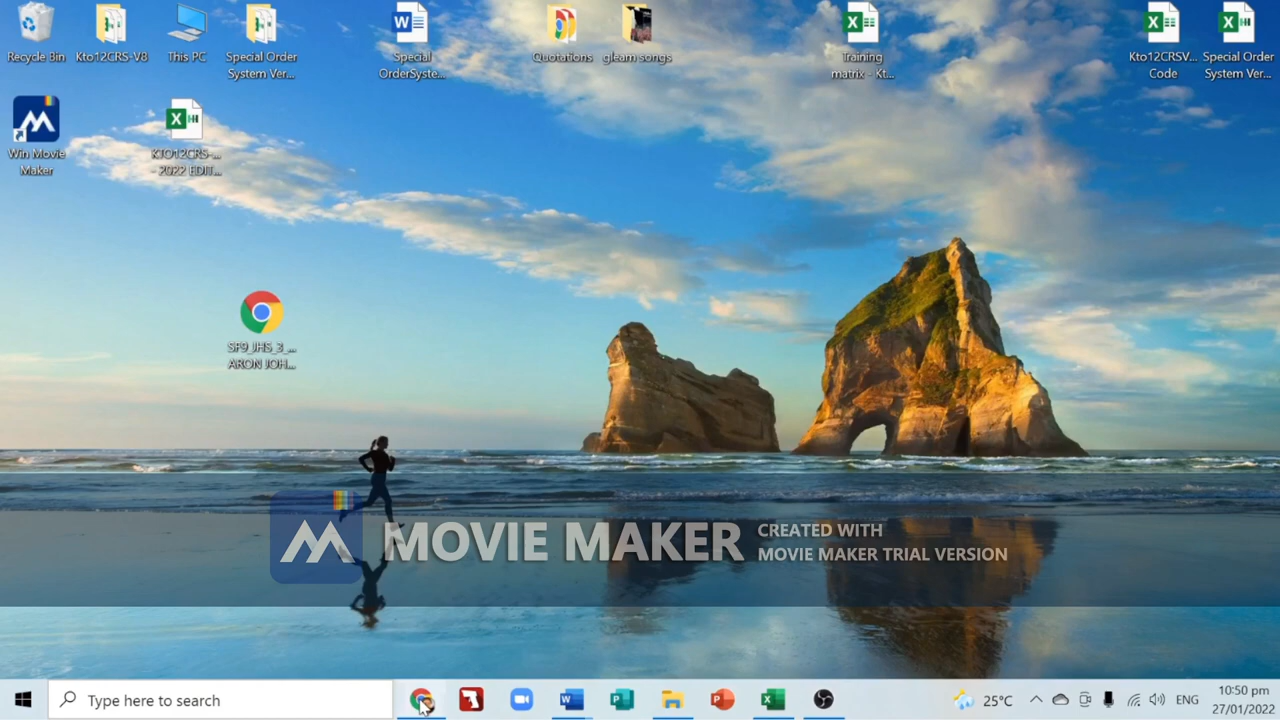 Recycle Bin
Kto12CRS-V8
This PC
Special Order
System Ver...
Special
OrderSyste...
Quotations
gleam songs
Training
matrix - Kt...
Kto12CRSV...
Code
Special Order
System Ver...
Win Movie
Maker
KTO12CRS-...
- 2022 EDIT...
SF9_JHS_3_...
ARON JOH...
MOVIE MAKER
CREATED WITH
MOVIE MAKER TRIAL VERSION
Type here to search
25°C
ENG
10:50 pm
27/01/2022